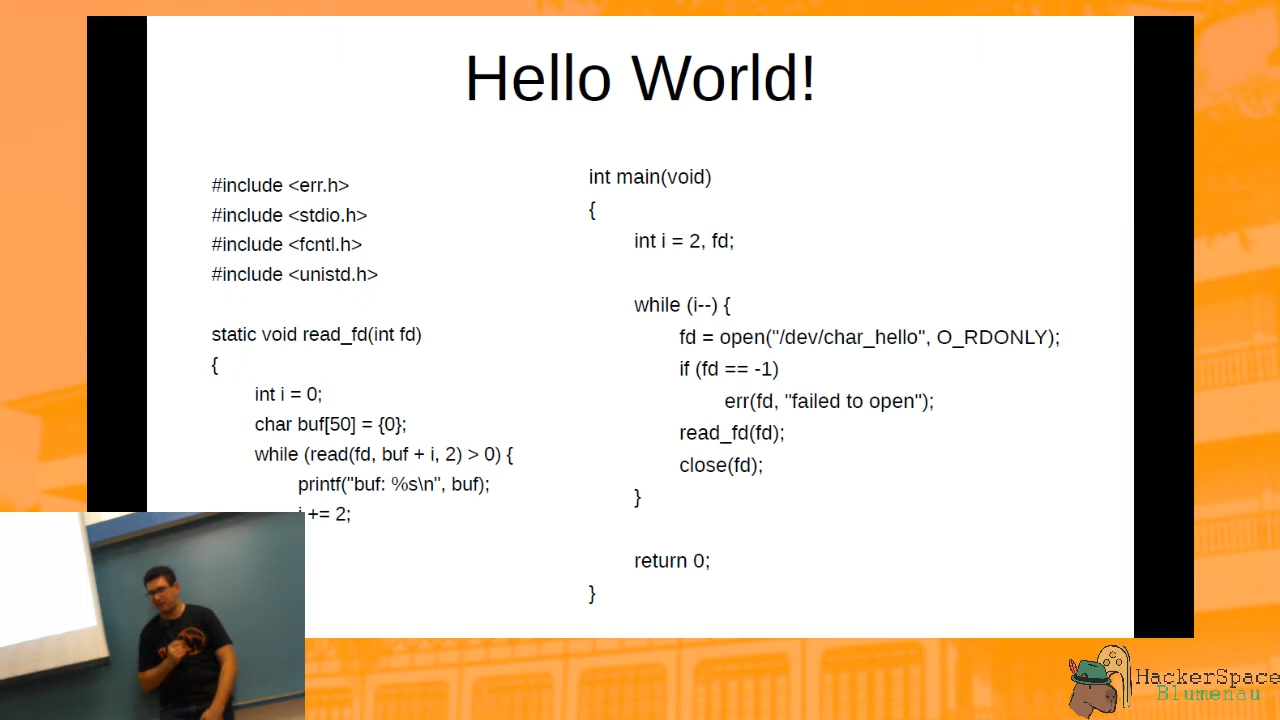 Hello World!
#include <err.h>
#include <stdio.h>
#include <fcntl.h>
#include <unistd.h>
static void read_fd(int fd)
{
int i = 0;
char buf[50] = {0};
while (read(fd, buf + i, 2) > 0) {
printf("buf: %s\n", buf);
i += 2;
int main(void)
{
int i = 2, fd;
while (i--) {
fd = open("/dev/char_hello", O_RDONLY);
if (fd == -1)
err(fd, "failed to open");
read_fd(fd);
close(fd);
}
return 0;
}
HackerSpace
Blumenau